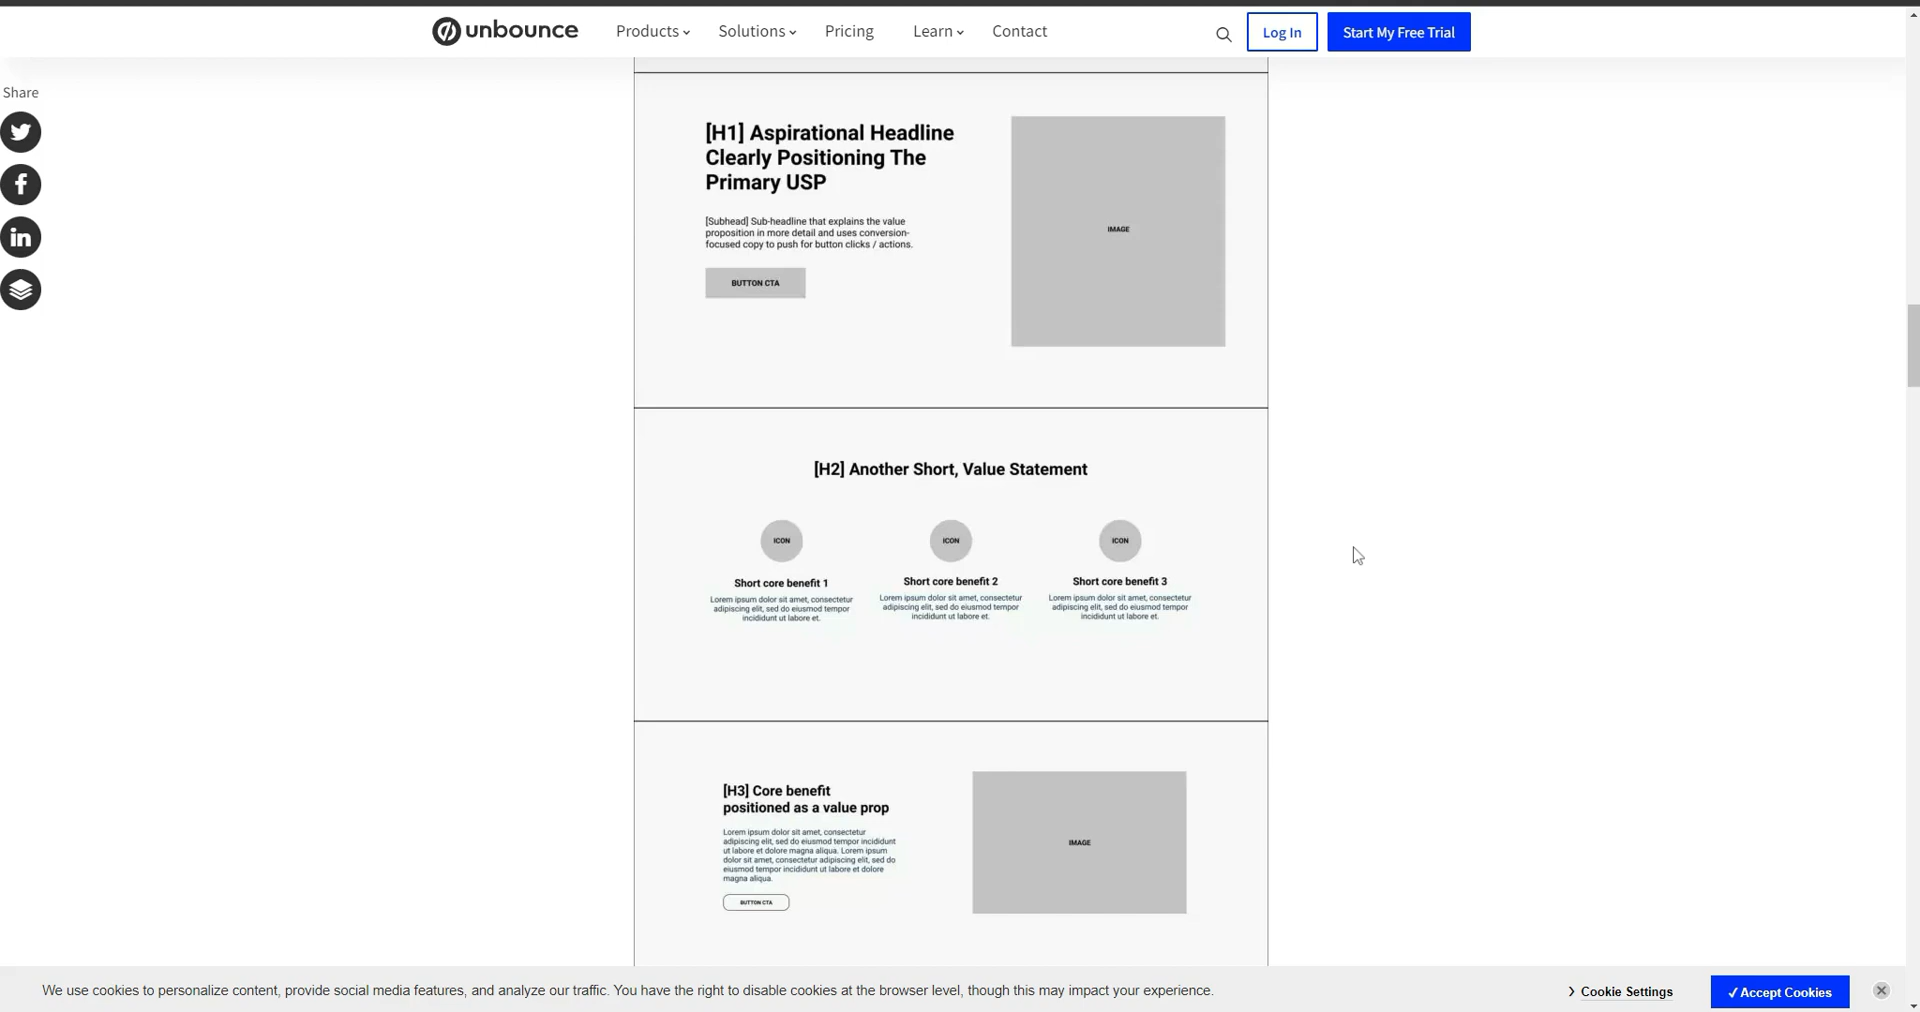 unbounce Products Solutions Pricing Learn Contact Log In Start My Free Trial
Share
[H1] Aspirational Headline
Clearly Positioning The
Primary USP
[Subhead] Sub-headline that explains the value
proposition in more detail and uses conversion-
focused copy to push for button clicks / actions.
BUTTON CTA
IMAGE
[H2] Another Short, Value Statement
ICON
Short core benefit 1
Lorem ipsum dolor sit amet, consectetur
adipiscing elit, sed do eiusmod tempor
incididunt ut labore et.
ICON
Short core benefit 2
Lorem ipsum dolor sit amet, consectetur
adipiscing elit, sed do eiusmod tempor
incididunt ut labore et.
ICON
Short core benefit 3
Lorem ipsum dolor sit amet, consectetur
adipiscing elit, sed do eiusmod tempor
incididunt ut labore et.
[H3] Core benefit
positioned as a value prop
Lorem ipsum dolor sit amet, consectetur
adipiscing elit, sed do eiusmod tempor incididunt
ut labore et dolore magna aliqua. Lorem ipsum
dolor sit amet, consectetur adipiscing elit, sed do
eiusmod tempor incididunt ut labore et dolore
magna aliqua.
BUTTON CTA
IMAGE
We use cookies to personalize content, provide social media features, and analyze our traffic. You have the right to disable cookies at the browser level, though this may impact your experience.
Cookie Settings
Accept Cookies